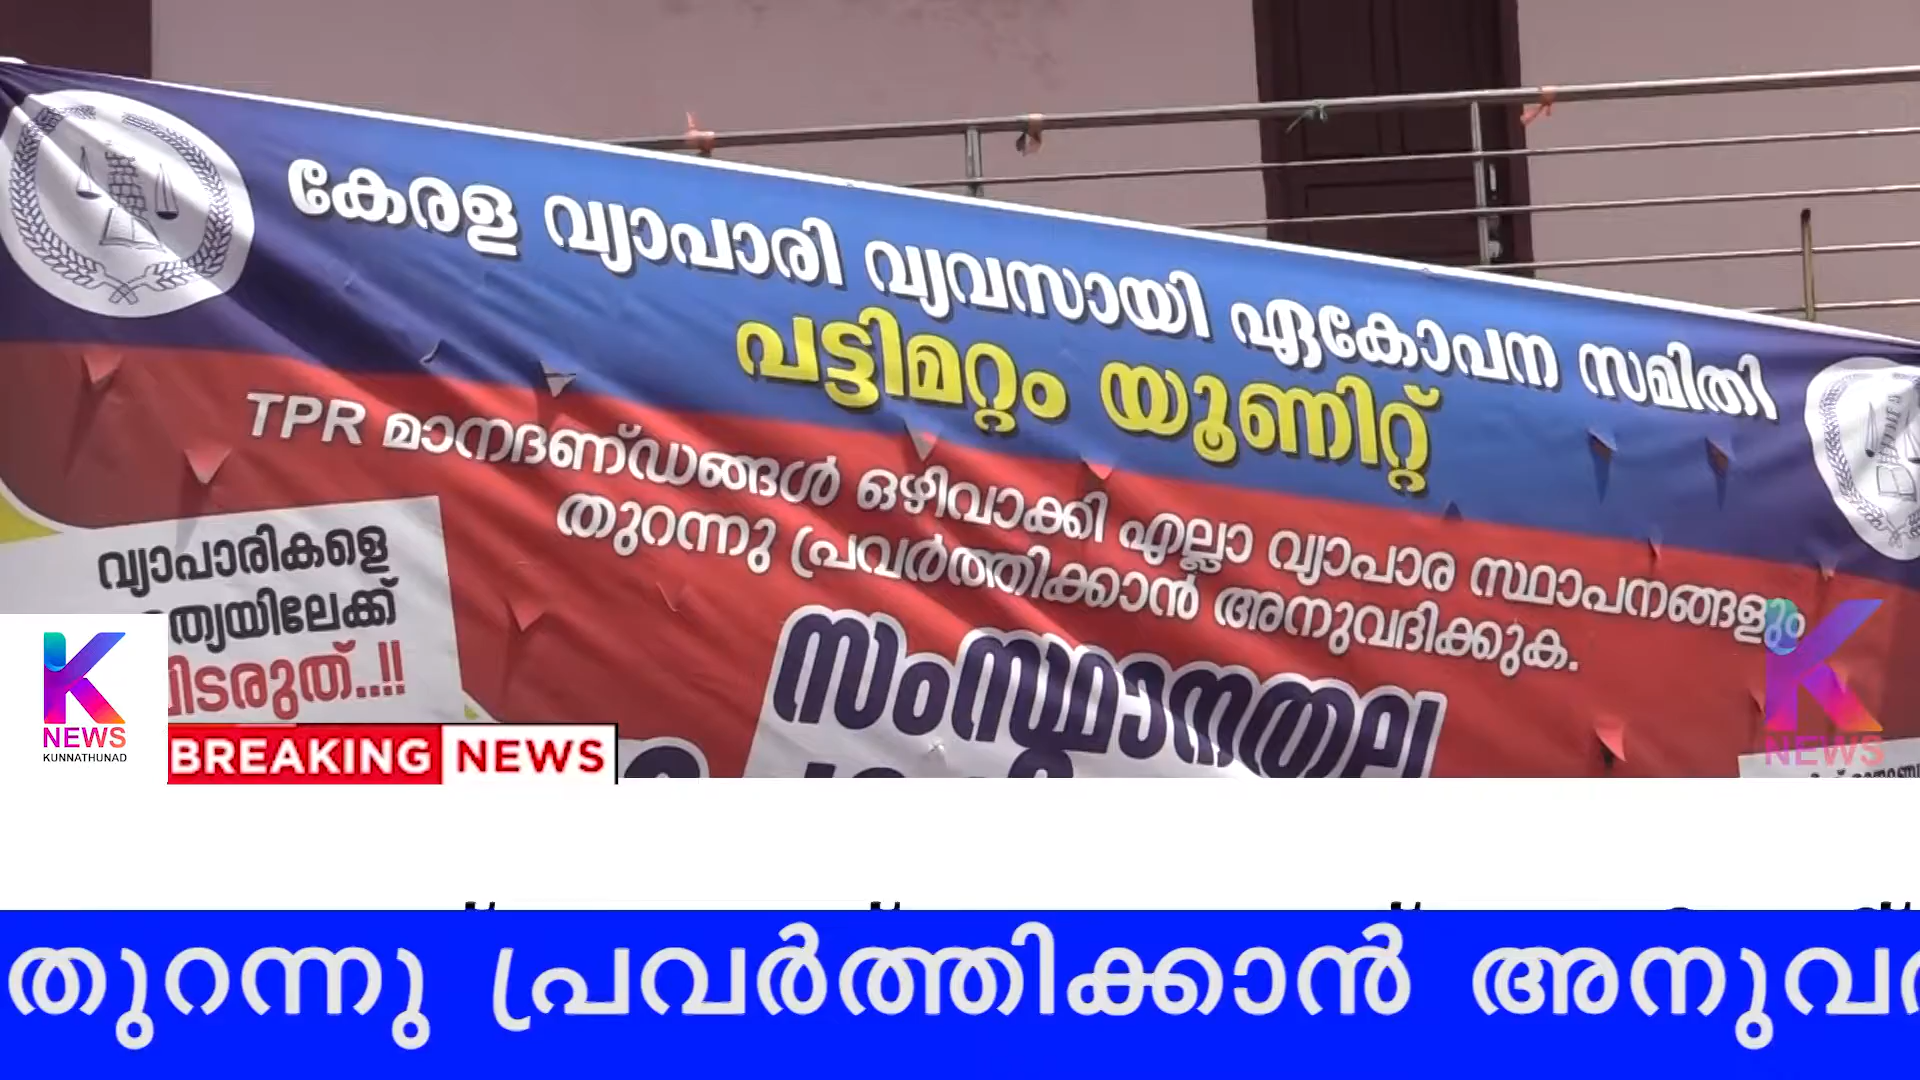 കേരള വ്യാപാരി വ്യവസായി ഏകോപന സമിതി
പട്ടിമറ്റം യൂണിറ്റ്
TPR മാനദണ്ഡങ്ങൾ ഒഴിവാക്കി എല്ലാ വ്യാപാര സ്ഥാപനങ്ങളും
തുറന്നു പ്രവർത്തിക്കാൻ അനുവദിക്കുക.
വ്യാപാരികളെ
സംസ്ഥാനതല
K
NEWS
KUNNATHUNAD
BREAKING NEWS
K
NEWS
തുറന്നു പ്രവർത്തിക്കാൻ